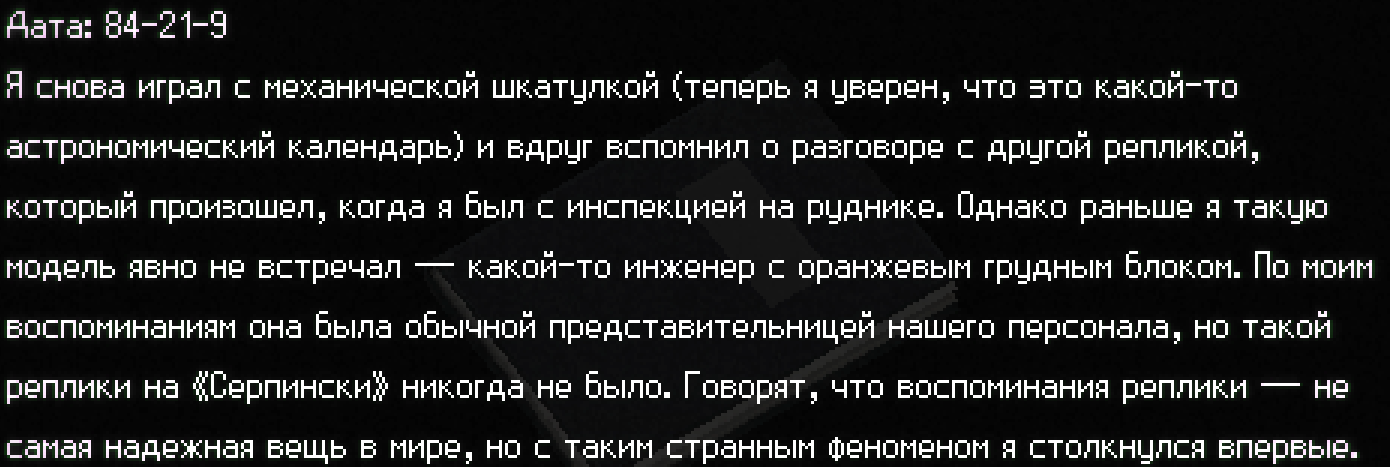 Дата: 84-21-9
Я снова играл с механической шкатулкой (теперь я уверен, что это какой-то
астрономический календарь) и вдруг вспомнил о разговоре с другой репликой,
который произошел, когда я был с инспекцией на руднике. Однако раньше я такую
модель явно не встречал — какой-то инженер с оранжевым грудным блоком. По моим
воспоминаниям она была обычной представительницей нашего персонала, но такой
реплики на «Серпински» никогда не было. Говорят, что воспоминания реплики — не
самая надежная вещь в мире, но с таким странным феноменом я столкнулся впервые.